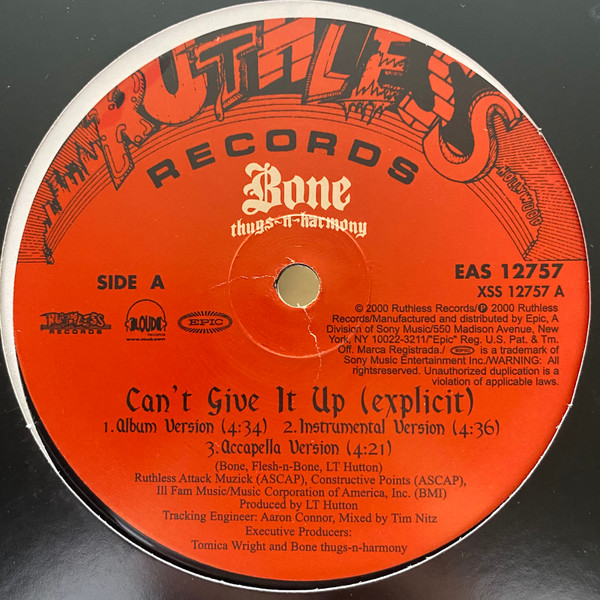 RUTHLESS
RECORDS
Bone
thugs-n-harmony
SIDE A
EAS 12757
XSS 12757 A
RUTHLESS
RECORDS
EPIC
© 2000 Ruthless Records/℗ 2000 Ruthless
Records/Manufactured and distributed by Epic, A
Division of Sony Music/550 Madison Avenue, New
York, NY 10022-3211/"Epic" Reg. U.S. Pat. & Tm.
Off. Marca Registrada./ EPIC is a trademark of
Sony Music Entertainment Inc./WARNING: All
rightsreserved. Unauthorized duplication is a
violation of applicable laws.
Can't Give It Up (explicit)
1. Album Version (4:34) 2. Instrumental Version (4:36)
3. Accapella Version (4:21)
(Bone, Flesh-n-Bone, LT Hutton)
Ruthless Attack Muzick (ASCAP), Constructive Points (ASCAP),
Ill Fam Music/Music Corporation of America, Inc. (BMI)
Produced by LT Hutton
Tracking Engineer: Aaron Connor, Mixed by Tim Nitz
Executive Producers:
Tomica Wright and Bone thugs-n-harmony